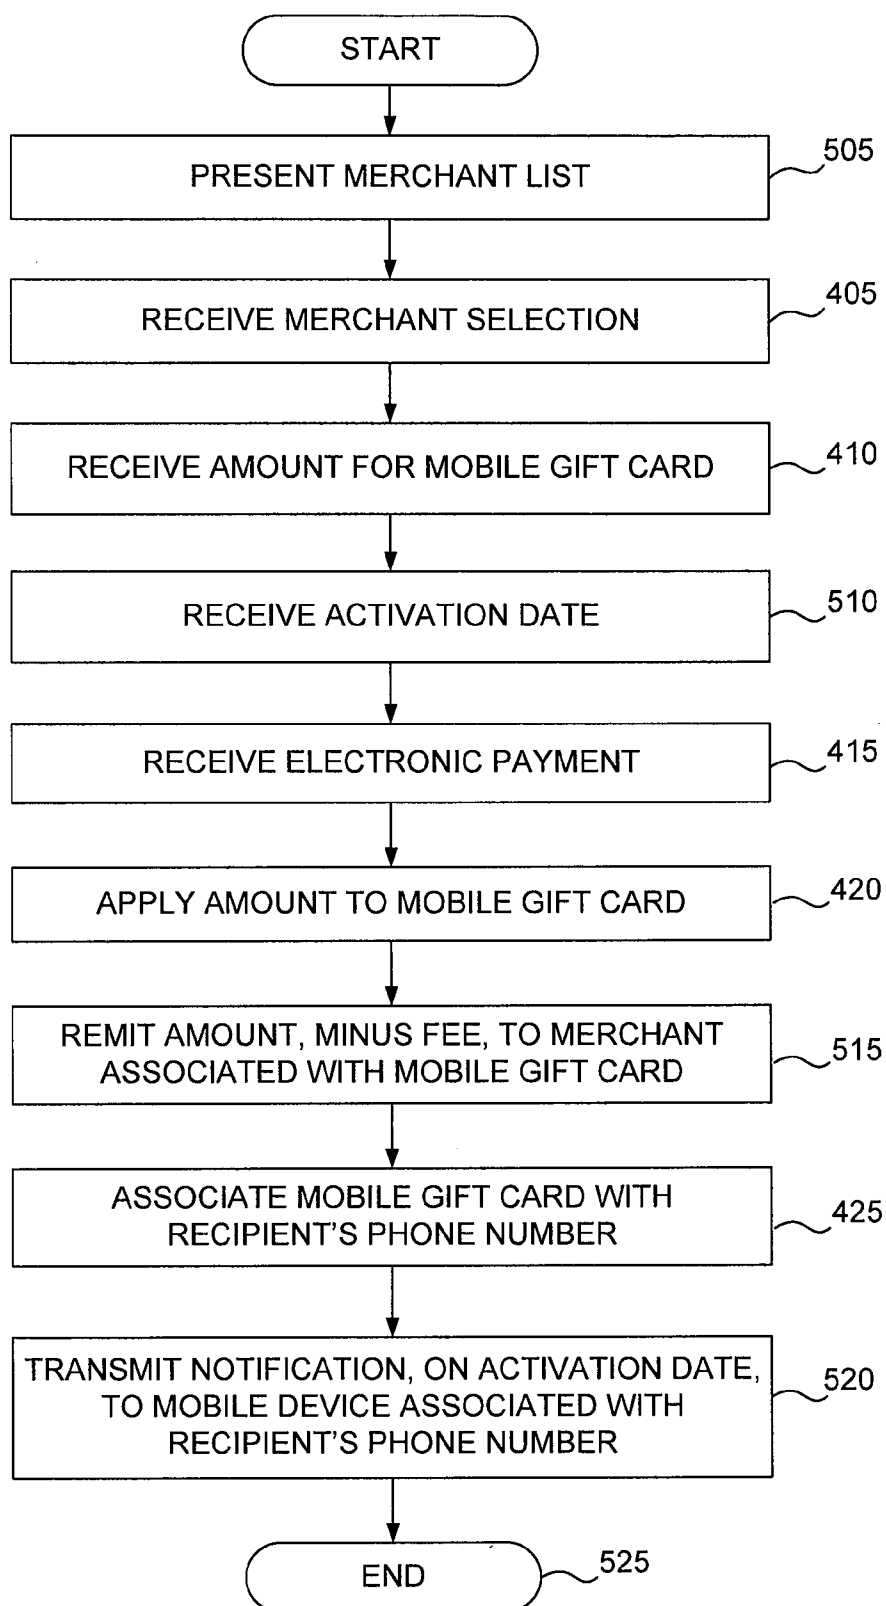 START
PRESENT MERCHANT LIST
505
RECEIVE MERCHANT SELECTION
405
RECEIVE AMOUNT FOR MOBILE GIFT CARD
410
RECEIVE ACTIVATION DATE
510
RECEIVE ELECTRONIC PAYMENT
415
APPLY AMOUNT TO MOBILE GIFT CARD
420
REMIT AMOUNT, MINUS FEE, TO MERCHANT
ASSOCIATED WITH MOBILE GIFT CARD
515
ASSOCIATE MOBILE GIFT CARD WITH
RECIPIENT'S PHONE NUMBER
425
TRANSMIT NOTIFICATION, ON ACTIVATION DATE,
TO MOBILE DEVICE ASSOCIATED WITH
RECIPIENT'S PHONE NUMBER
520
END
525